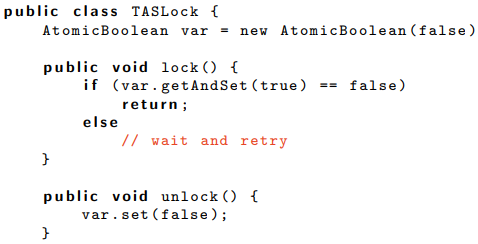 public class TASLock {
AtomicBoolean var = new AtomicBoolean(false)
public void lock() {
if (var.getAndSet(true) == false)
return;
else
// wait and retry
}
public void unlock() {
var.set(false);
}